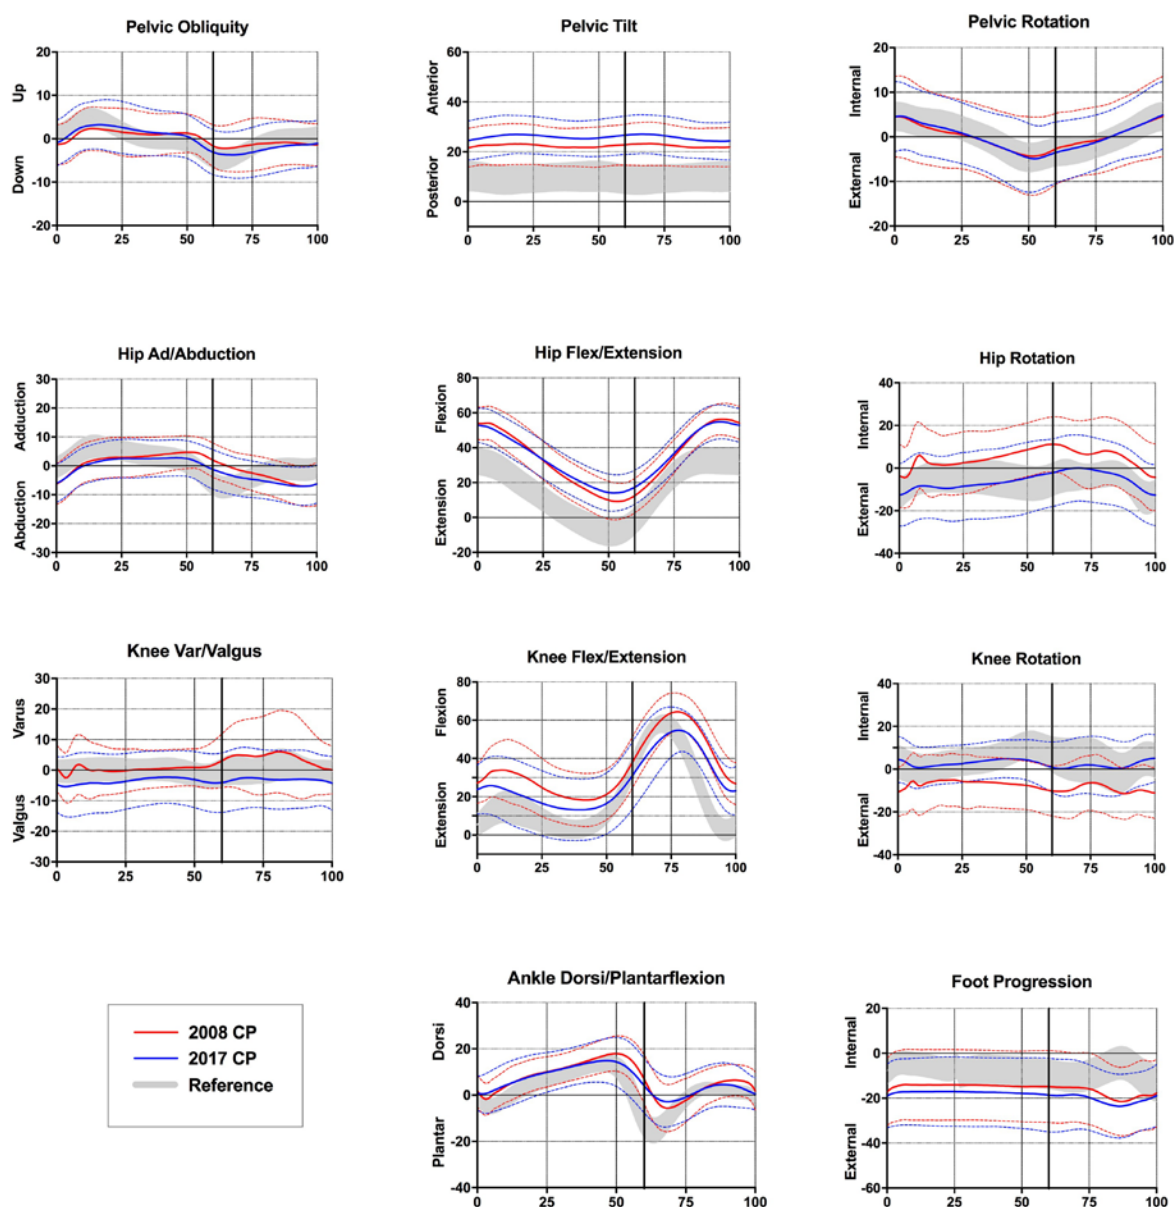 Pelvic Obliquity
20
10
0
-10
-20
Up
Down
0 25 50 75 100
Pelvic Tilt
60
40
20
0
Anterior
Posterior
0 25 50 75 100
Pelvic Rotation
20
10
0
-10
-20
Internal
External
0 25 50 75 100
Hip Ad/Abduction
30
20
10
0
-10
-20
-30
Adduction
Abduction
0 25 50 75 100
Hip Flex/Extension
80
60
40
20
0
-20
Flexion
Extension
0 25 50 75 100
Hip Rotation
40
20
0
-20
-40
Internal
External
0 25 50 75 100
Knee Var/Valgus
30
20
10
0
-10
-20
-30
Varus
Valgus
0 25 50 75 100
Knee Flex/Extension
80
60
40
20
0
Flexion
Extension
0 25 50 75 100
Knee Rotation
40
20
0
-20
-40
Internal
External
0 25 50 75 100
2008 CP
2017 CP
Reference
Ankle Dorsi/Plantarflexion
40
20
0
-20
-40
Dorsi
Plantar
0 25 50 75 100
Foot Progression
20
0
-20
-40
-60
Internal
External
0 25 50 75 100